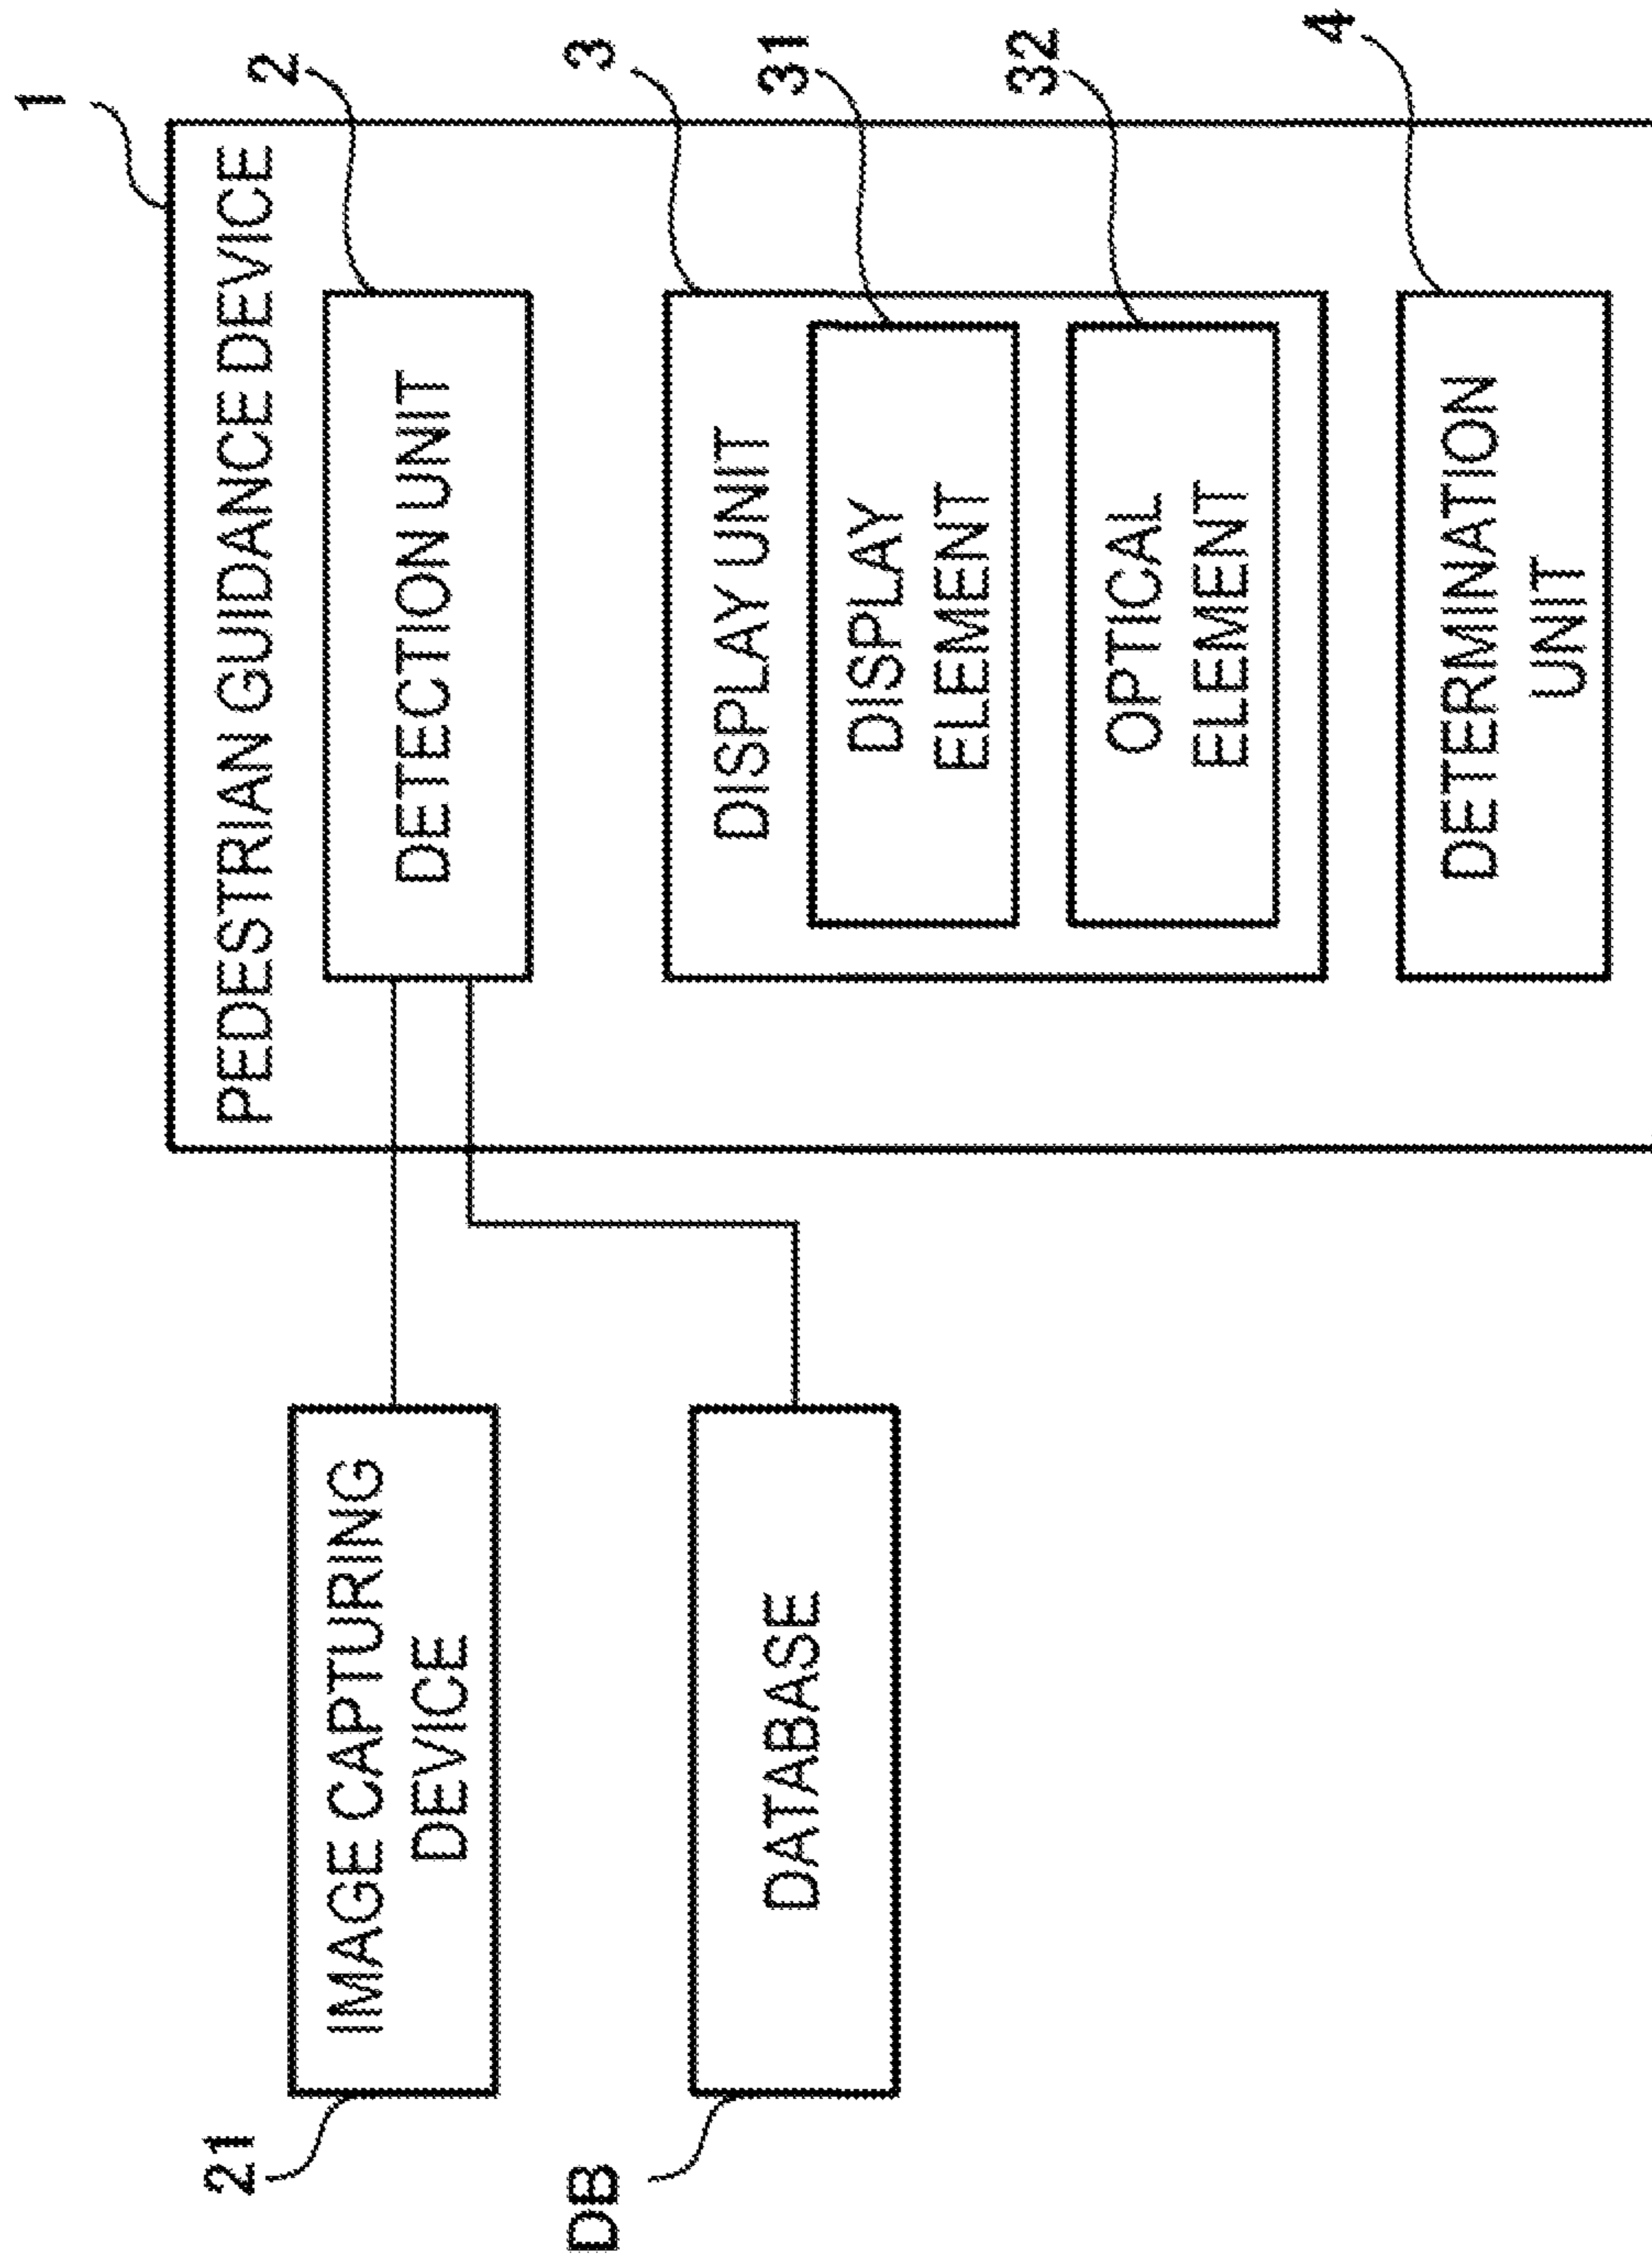 1
PEDESTRIAN GUIDANCE DEVICE
2
DETECTION UNIT
3
DISPLAY UNIT
31
DISPLAY
ELEMENT
32
OPTICAL
ELEMENT
4
DETERMINATION
UNIT
21
IMAGE CAPTURING
DEVICE
DB
DATABASE